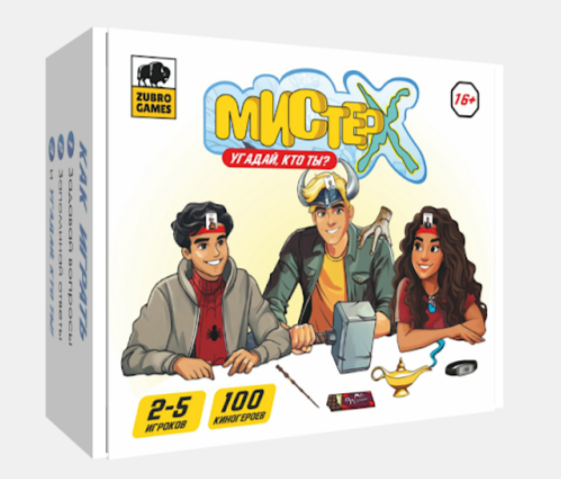 ZUBRO
GAMES
МИСТЕР X
УГАДАЙ, КТО ТЫ?
16+
КАК ИГРАТЬ
ЗАДАВАЙ ВОПРОСЫ
ЗАПОМИНАЙ ОТВЕТЫ
И УГАДАЙ КТО ТЫ!
2-5
ИГРОКОВ
100
КИНОГЕРОЕВ